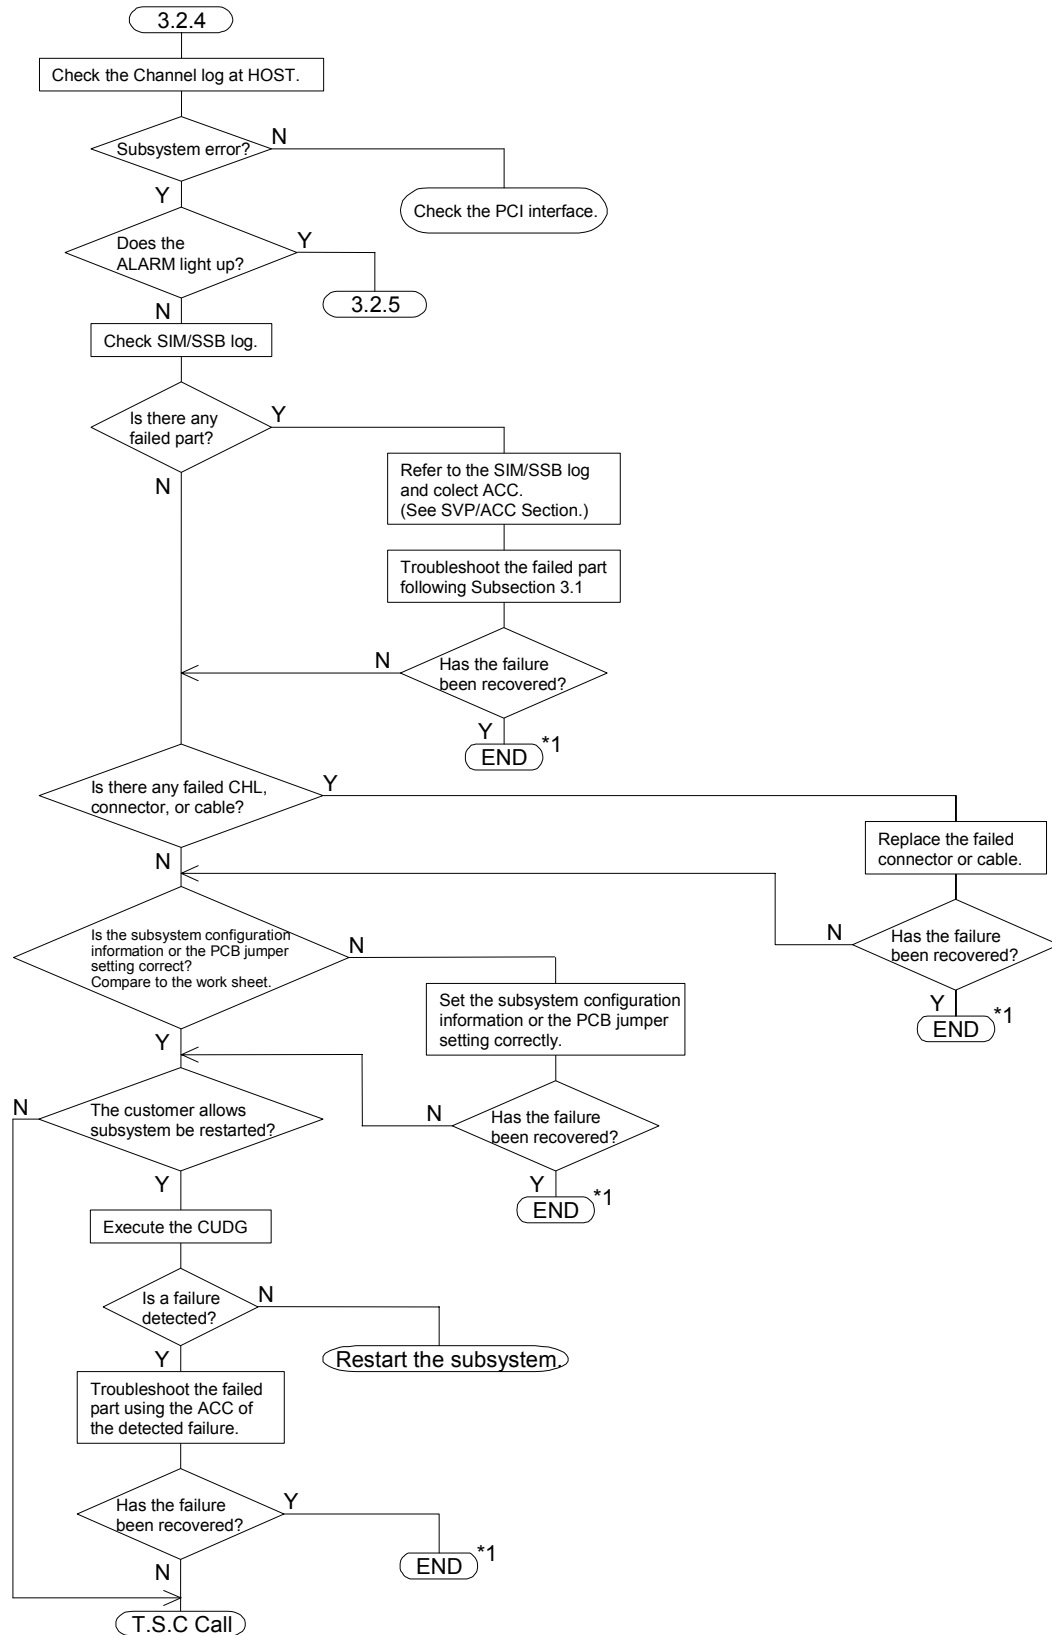 3.2.4
Check the Channel log at HOST.
Subsystem error?
N
Y
Check the PCI interface.
Does the
ALARM light up?
Y
N
3.2.5
Check SIM/SSB log.
Is there any
failed part?
Y
N
Refer to the SIM/SSB log
and colect ACC.
(See SVP/ACC Section.)
Troubleshoot the failed part
following Subsection 3.1
Has the failure
been recovered?
N
Y
END
*1
Is there any failed CHL,
connector, or cable?
Y
N
Replace the failed
connector or cable.
Has the failure
been recovered?
N
Y
END
*1
Is the subsystem configuration
information or the PCB jumper
setting correct?
Compare to the work sheet.
N
Y
Set the subsystem configuration
information or the PCB jumper
setting correctly.
Has the failure
been recovered?
N
Y
END
*1
The customer allows
subsystem be restarted?
N
Y
Execute the CUDG
Is a failure
detected?
N
Y
Restart the subsystem.
Troubleshoot the failed
part using the ACC of
the detected failure.
Has the failure
been recovered?
Y
N
END
*1
T.S.C Call